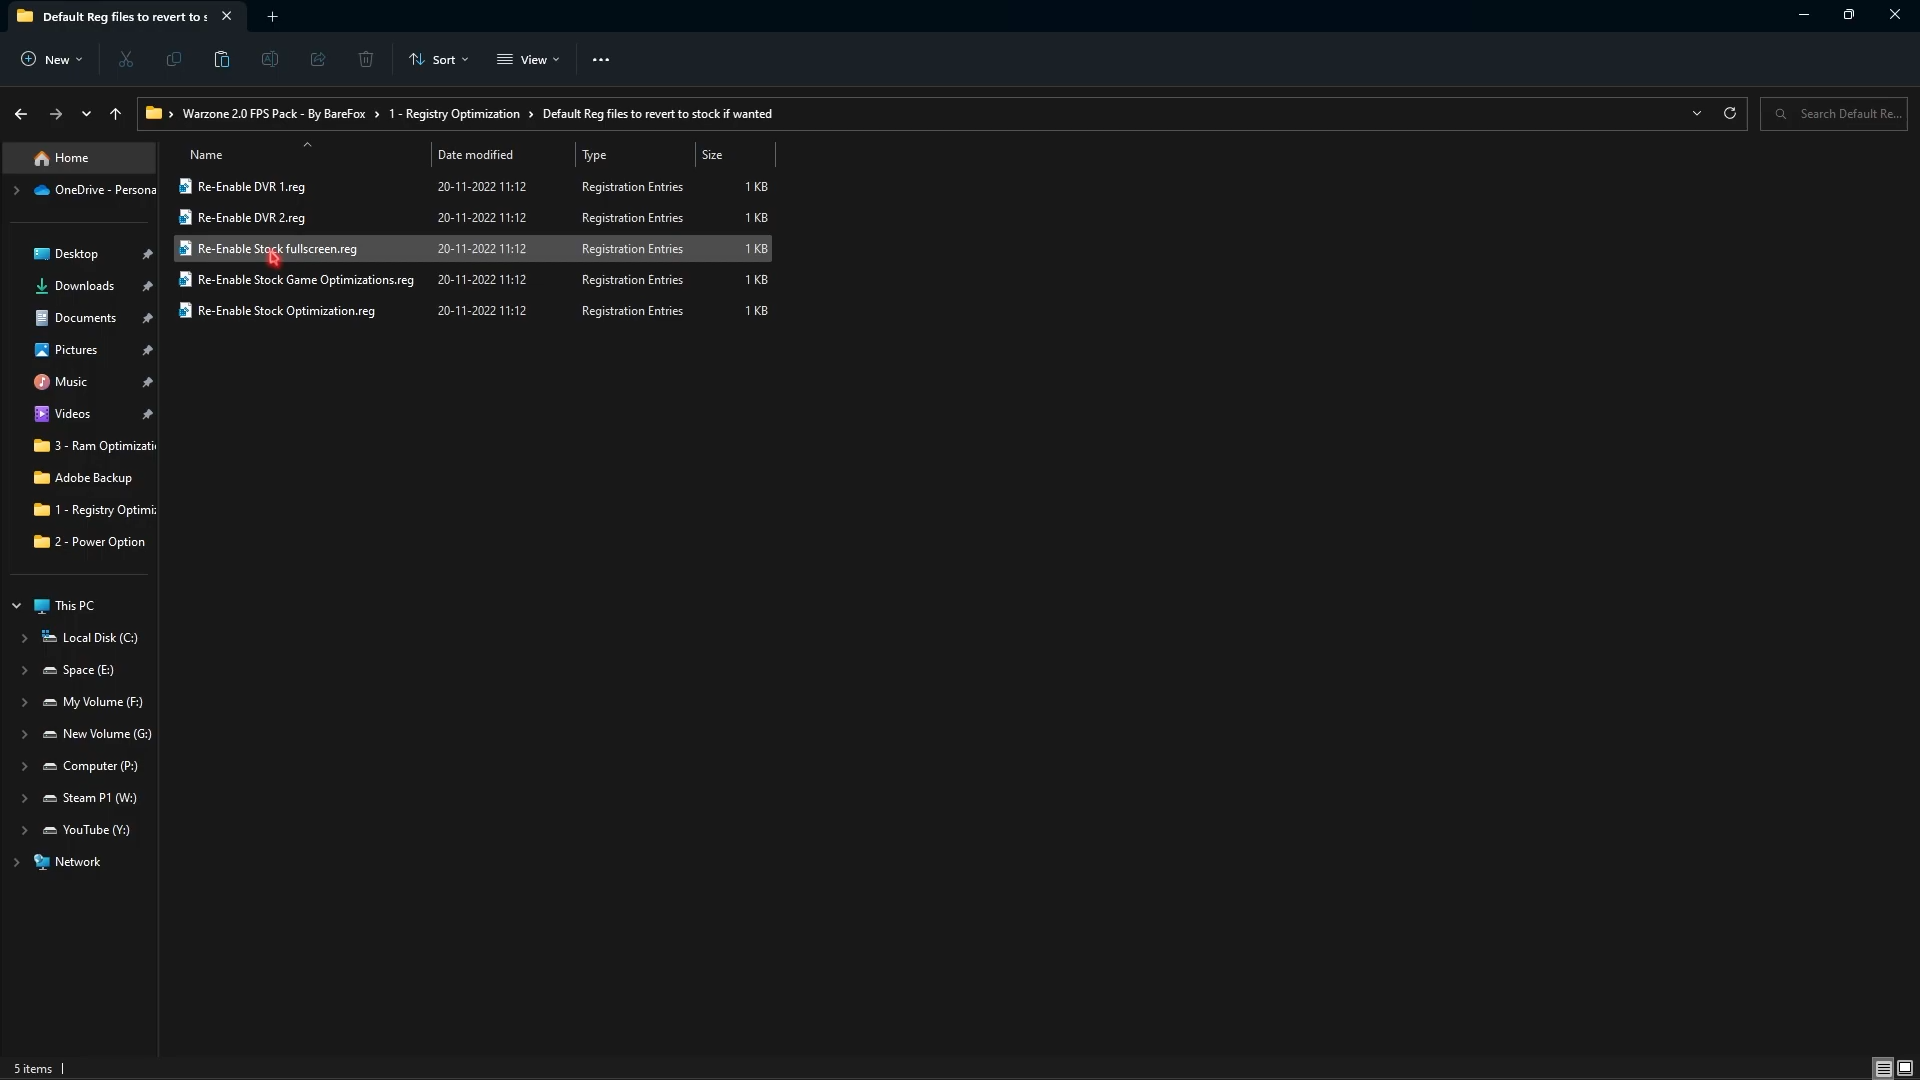 Default Reg files to revert to s
New
Sort
View
Warzone 2.0 FPS Pack - By BareFox > 1 - Registry Optimization > Default Reg files to revert to stock if wanted
Search Default Re...
Name Date modified Type Size
Re-Enable DVR 1.reg 20-11-2022 11:12 Registration Entries 1 KB
Re-Enable DVR 2.reg 20-11-2022 11:12 Registration Entries 1 KB
Re-Enable Stock fullscreen.reg 20-11-2022 11:12 Registration Entries 1 KB
Re-Enable Stock Game Optimizations.reg 20-11-2022 11:12 Registration Entries 1 KB
Re-Enable Stock Optimization.reg 20-11-2022 11:12 Registration Entries 1 KB
Home
OneDrive - Persona
Desktop
Downloads
Documents
Pictures
Music
Videos
3 - Ram Optimizati
Adobe Backup
1 - Registry Optimi
2 - Power Option
This PC
Local Disk (C:)
Space (E:)
My Volume (F:)
New Volume (G:)
Computer (P:)
Steam P1 (W:)
YouTube (Y:)
Network
5 items